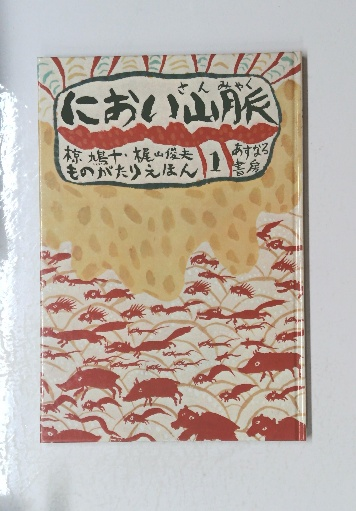 さんみゃく
におい山脈
椋 鳩十・梶山俊夫
ものがたりえほん
1
あすなろ
書房